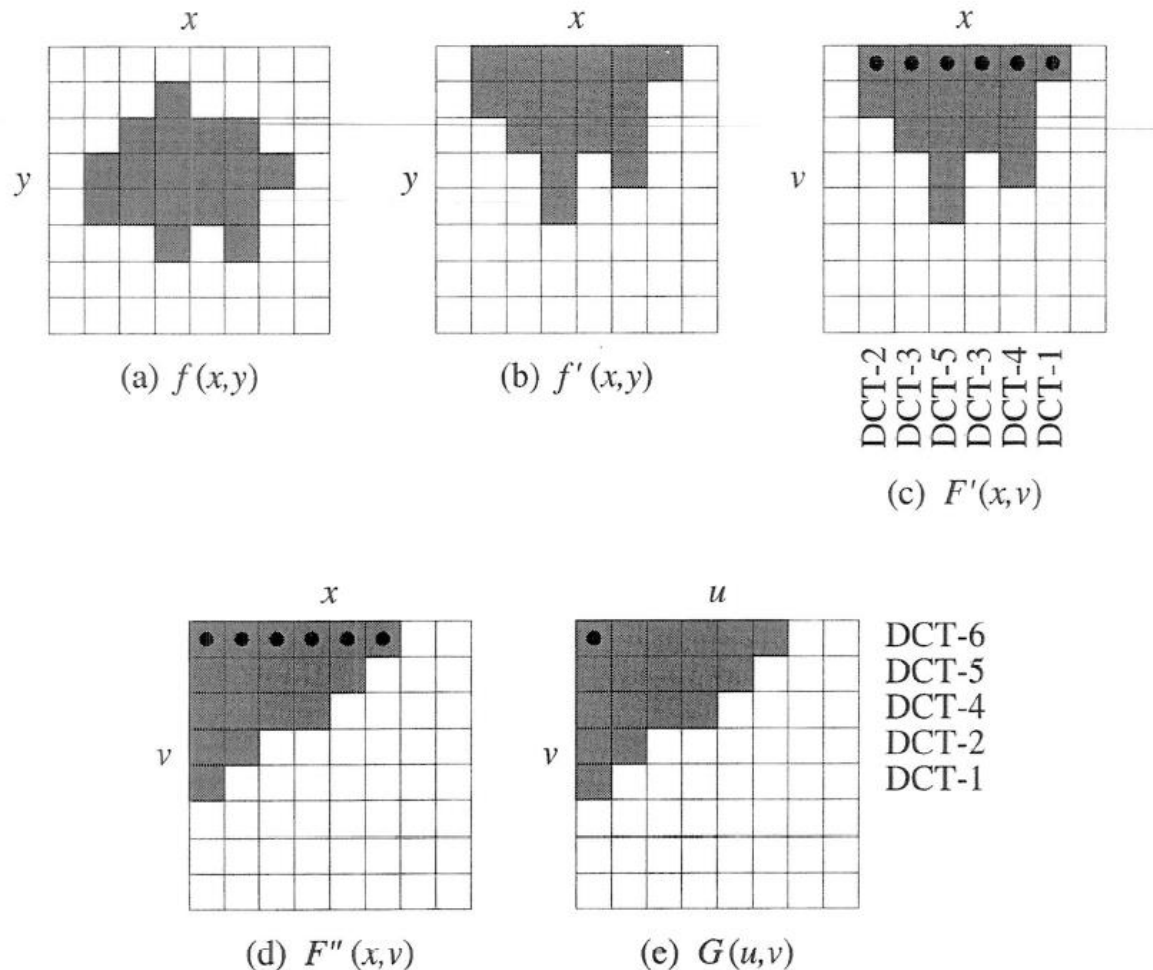 x
x
x
y
y
v
(a) f(x,y)
(b) f'(x,y)
DCT-2
DCT-3
DCT-5
DCT-3
DCT-4
DCT-1
(c) F'(x,v)
x
u
DCT-6
DCT-5
DCT-4
v
v
DCT-2
DCT-1
(d) F"(x,v)
(e) G(u,v)